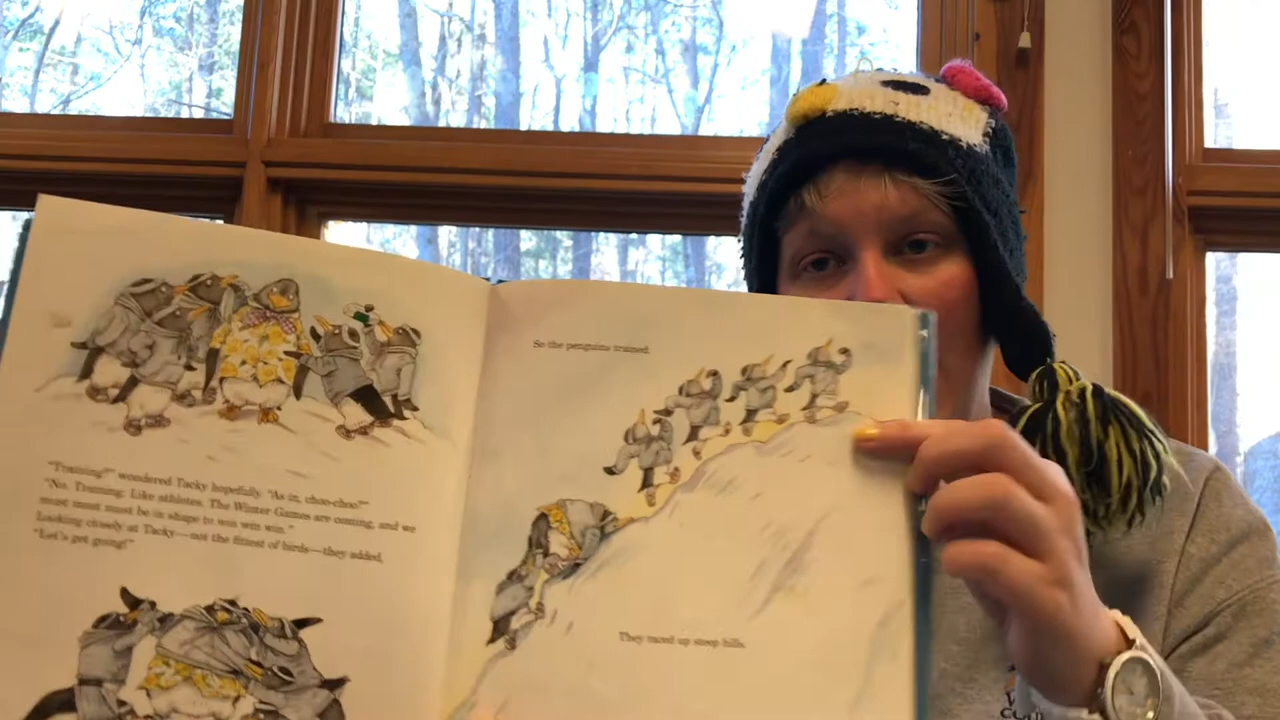 "Training?" wondered Tacky hopefully. "As in, choo-choo?"
"No. Training. Like athletes. The Winter Games are coming, and we
must must must be in shape to win win win."
Looking closely at Tacky—not the fittest of birds—they added,
"Let's get going!"
So the penguins trained.
They raced up steep hills.